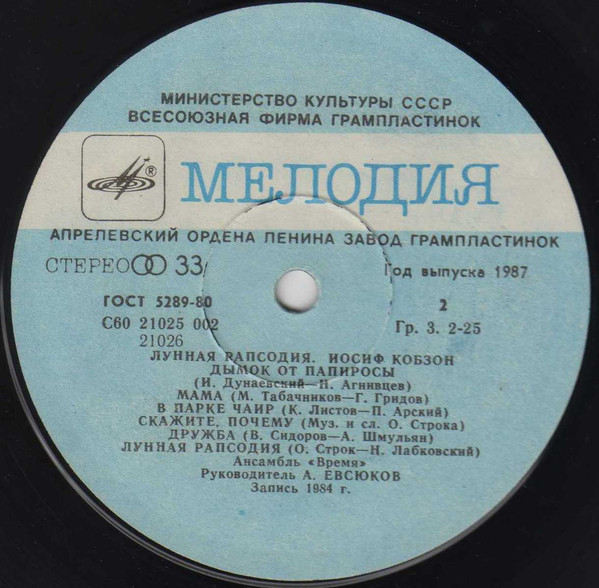 МИНИСТЕРСТВО КУЛЬТУРЫ СССР
ВСЕСОЮЗНАЯ ФИРМА ГРАМПЛАСТИНОК
® МЕЛОДИЯ
АПРЕЛЕВСКИЙ ОРДЕНА ЛЕНИНА ЗАВОД ГРАМПЛАСТИНОК
СТЕРЕО 33 Год выпуска 1987
ГОСТ 5289-80 2
С60 21025 002 Гр. 3. 2-25
21026
ЛУННАЯ РАПСОДИЯ. ИОСИФ КОБЗОН
ДЫМОК ОТ ПАПИРОСЫ
(И. Дунаевский—Н. Агнивцев)
МАМА (М. Табачников—Г. Гридов)
В ПАРКЕ ЧАИР (К. Листов—П. Арский)
СКАЖИТЕ, ПОЧЕМУ (Муз. и сл. О. Строка)
ДРУЖБА (В. Сидоров—А. Шмульян)
ЛУННАЯ РАПСОДИЯ (О. Строк—Н. Лабковский)
Ансамбль «Время»
Руководитель А. ЕВСЮКОВ
Запись 1984 г.